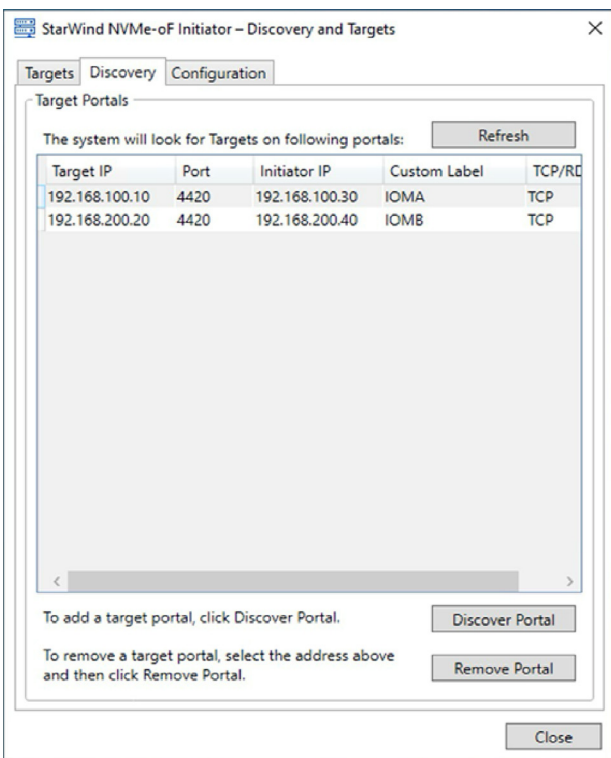 StarWind NVMe-oF Initiator – Discovery and Targets
Targets Discovery Configuration
Target Portals
The system will look for Targets on following portals: Refresh
Target IP Port Initiator IP Custom Label TCP/RD
192.168.100.10 4420 192.168.100.30 IOMA TCP
192.168.200.20 4420 192.168.200.40 IOMB TCP
To add a target portal, click Discover Portal. Discover Portal
To remove a target portal, select the address above
and then click Remove Portal. Remove Portal
Close